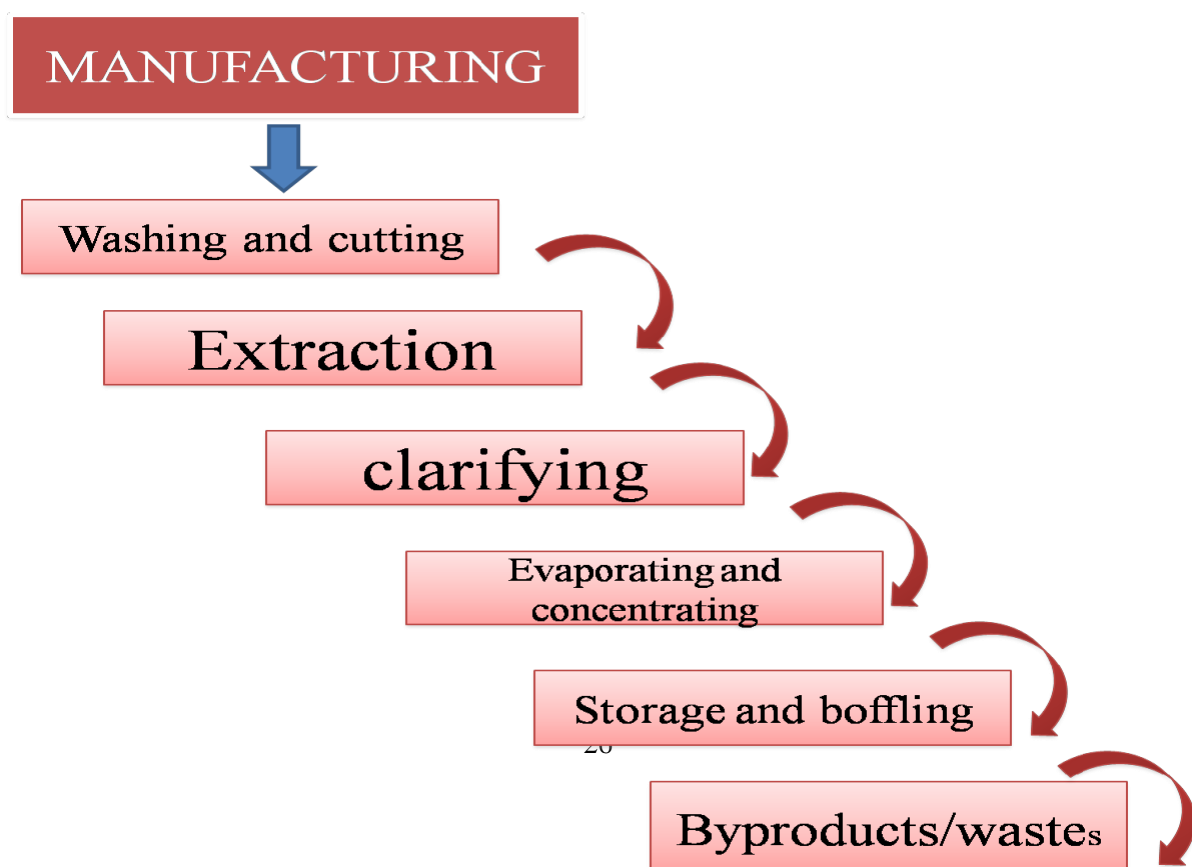 MANUFACTURING
Washing and cutting
Extraction
clarifying
Evaporating and
concentrating
Storage and boffling
Byproducts/wastes